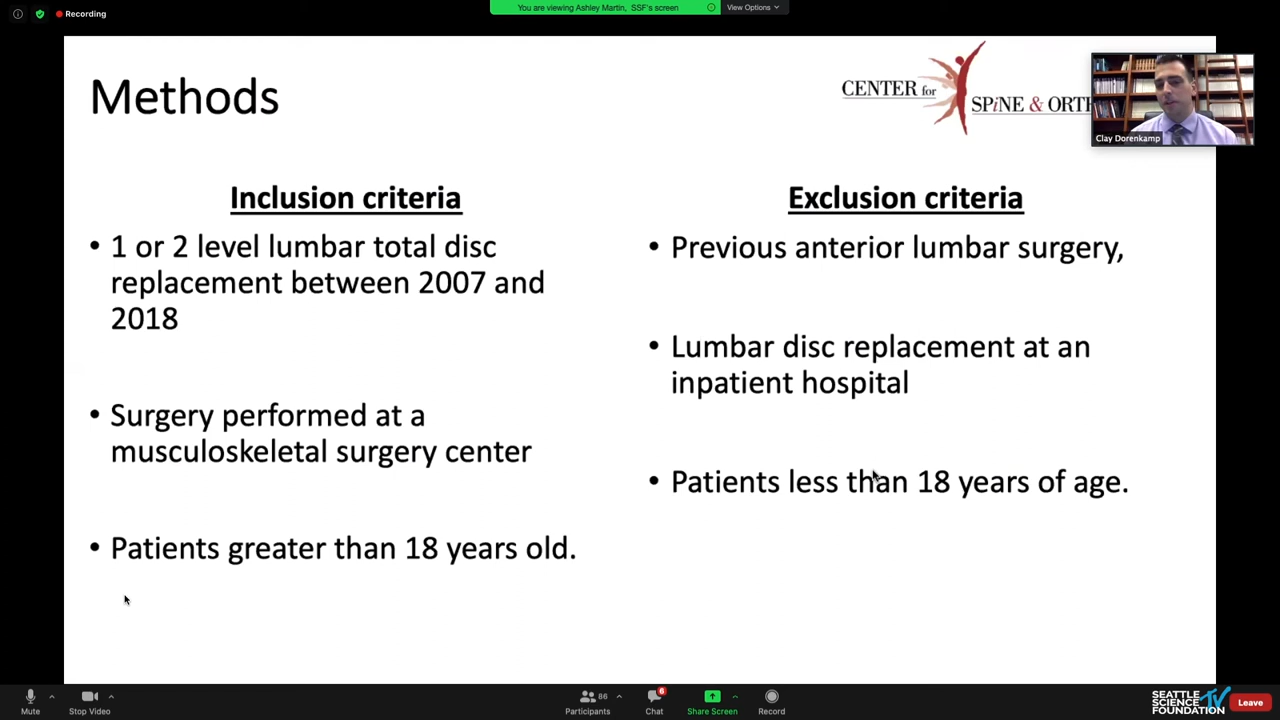 Recording
You are viewing Ashley Martin, SSF's screen
View Options
Methods
CENTER for
SPiNE & ORTH
Clay Dorenkamp
Inclusion criteria
• 1 or 2 level lumbar total disc
replacement between 2007 and
2018
• Surgery performed at a
musculoskeletal surgery center
• Patients greater than 18 years old.
Exclusion criteria
• Previous anterior lumbar surgery,
• Lumbar disc replacement at an
inpatient hospital
• Patients less than 18 years of age.
Mute
Stop Video
86
Participants
6
Chat
Share Screen
Record
SEATTLE
SCIENCE TV
FOUNDATION
Leave